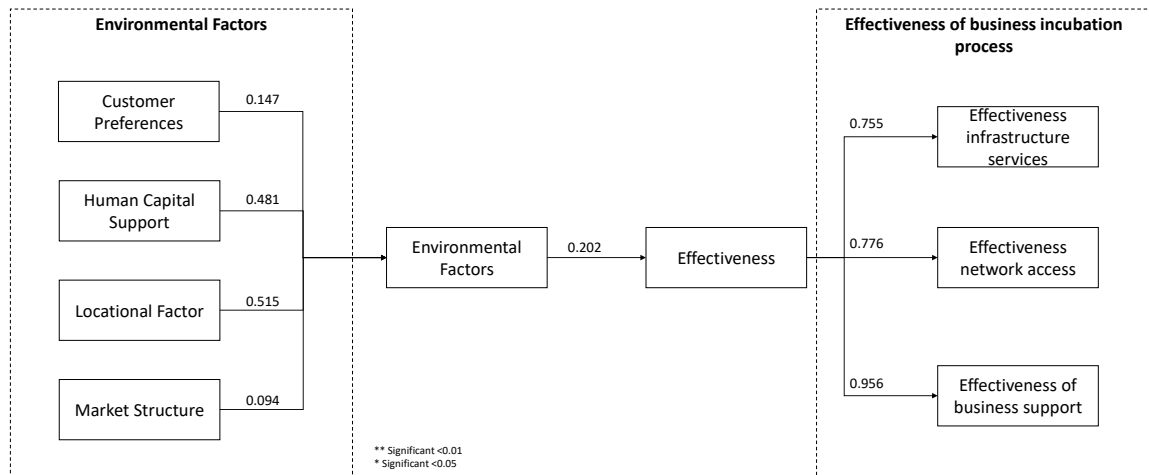 Environmental Factors
Effectiveness of business incubation
process
Customer
Preferences
0.147
Human Capital
Support
0.481
Locational Factor
0.515
Market Structure
0.094
Environmental
Factors
0.202
Effectiveness
0.755
Effectiveness
infrastructure
services
0.776
Effectiveness
network access
0.956
Effectiveness of
business support
** Significant <0.01
* Significant <0.05